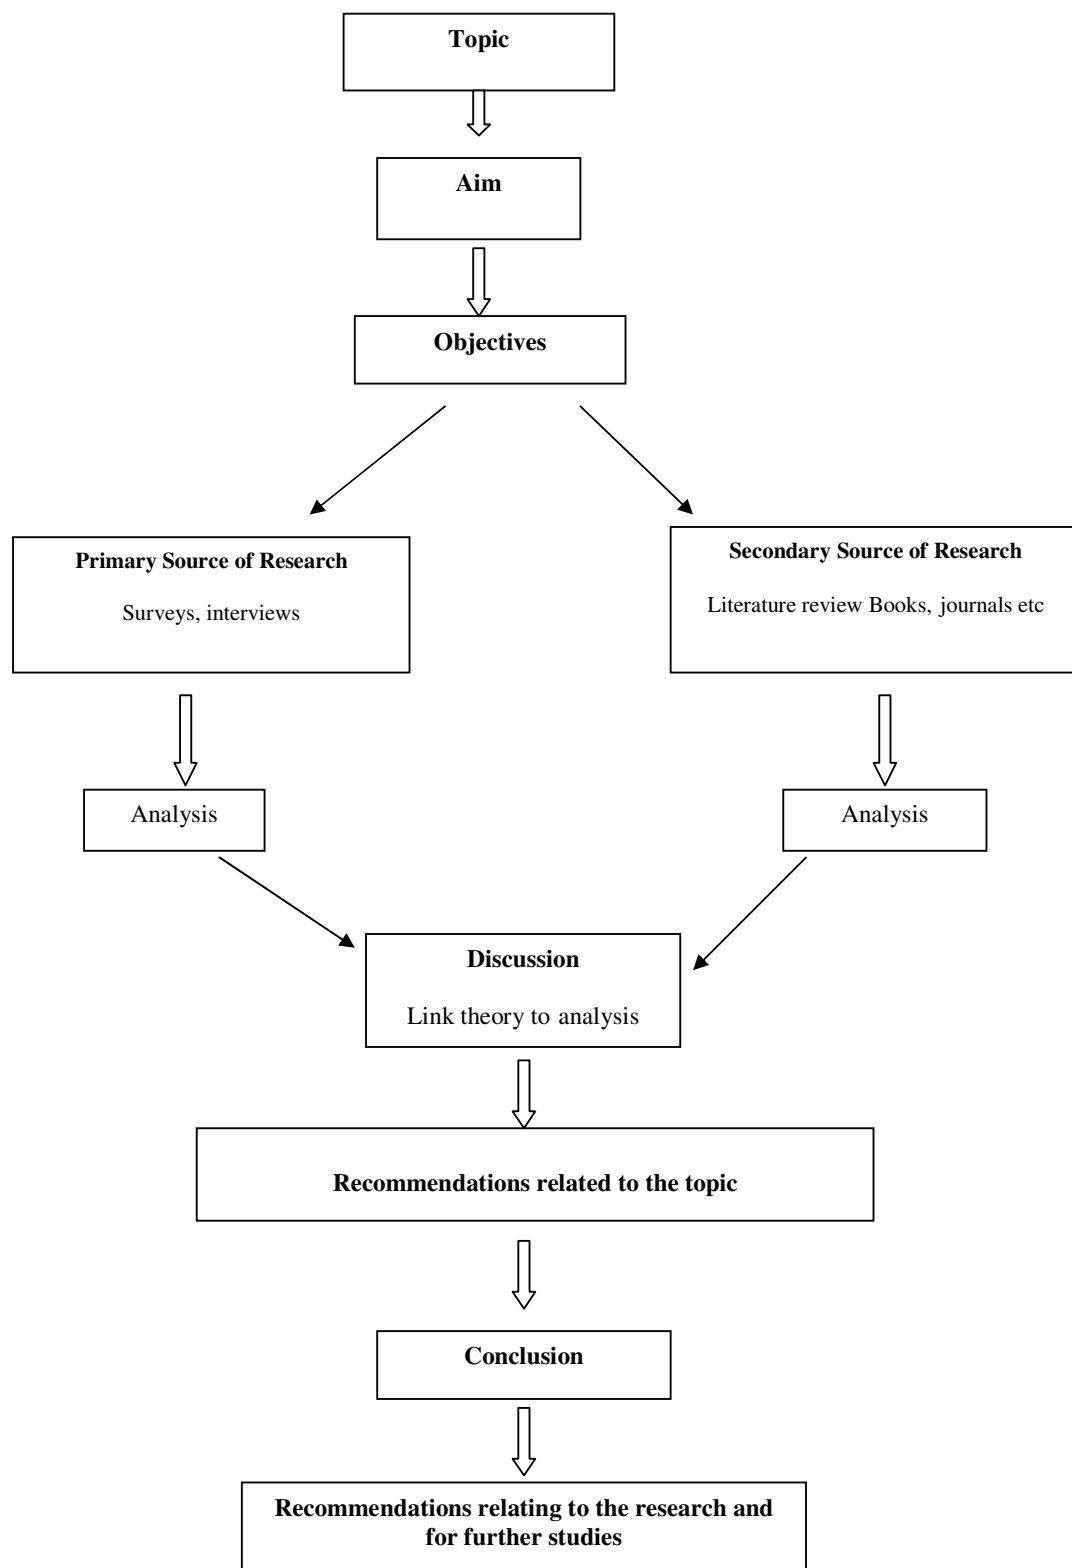 Topic
Aim
Objectives
Primary Source of Research
Surveys, interviews
Secondary Source of Research
Literature review Books, journals etc
Analysis
Analysis
Discussion
Link theory to analysis
Recommendations related to the topic
Conclusion
Recommendations relating to the research and
for further studies